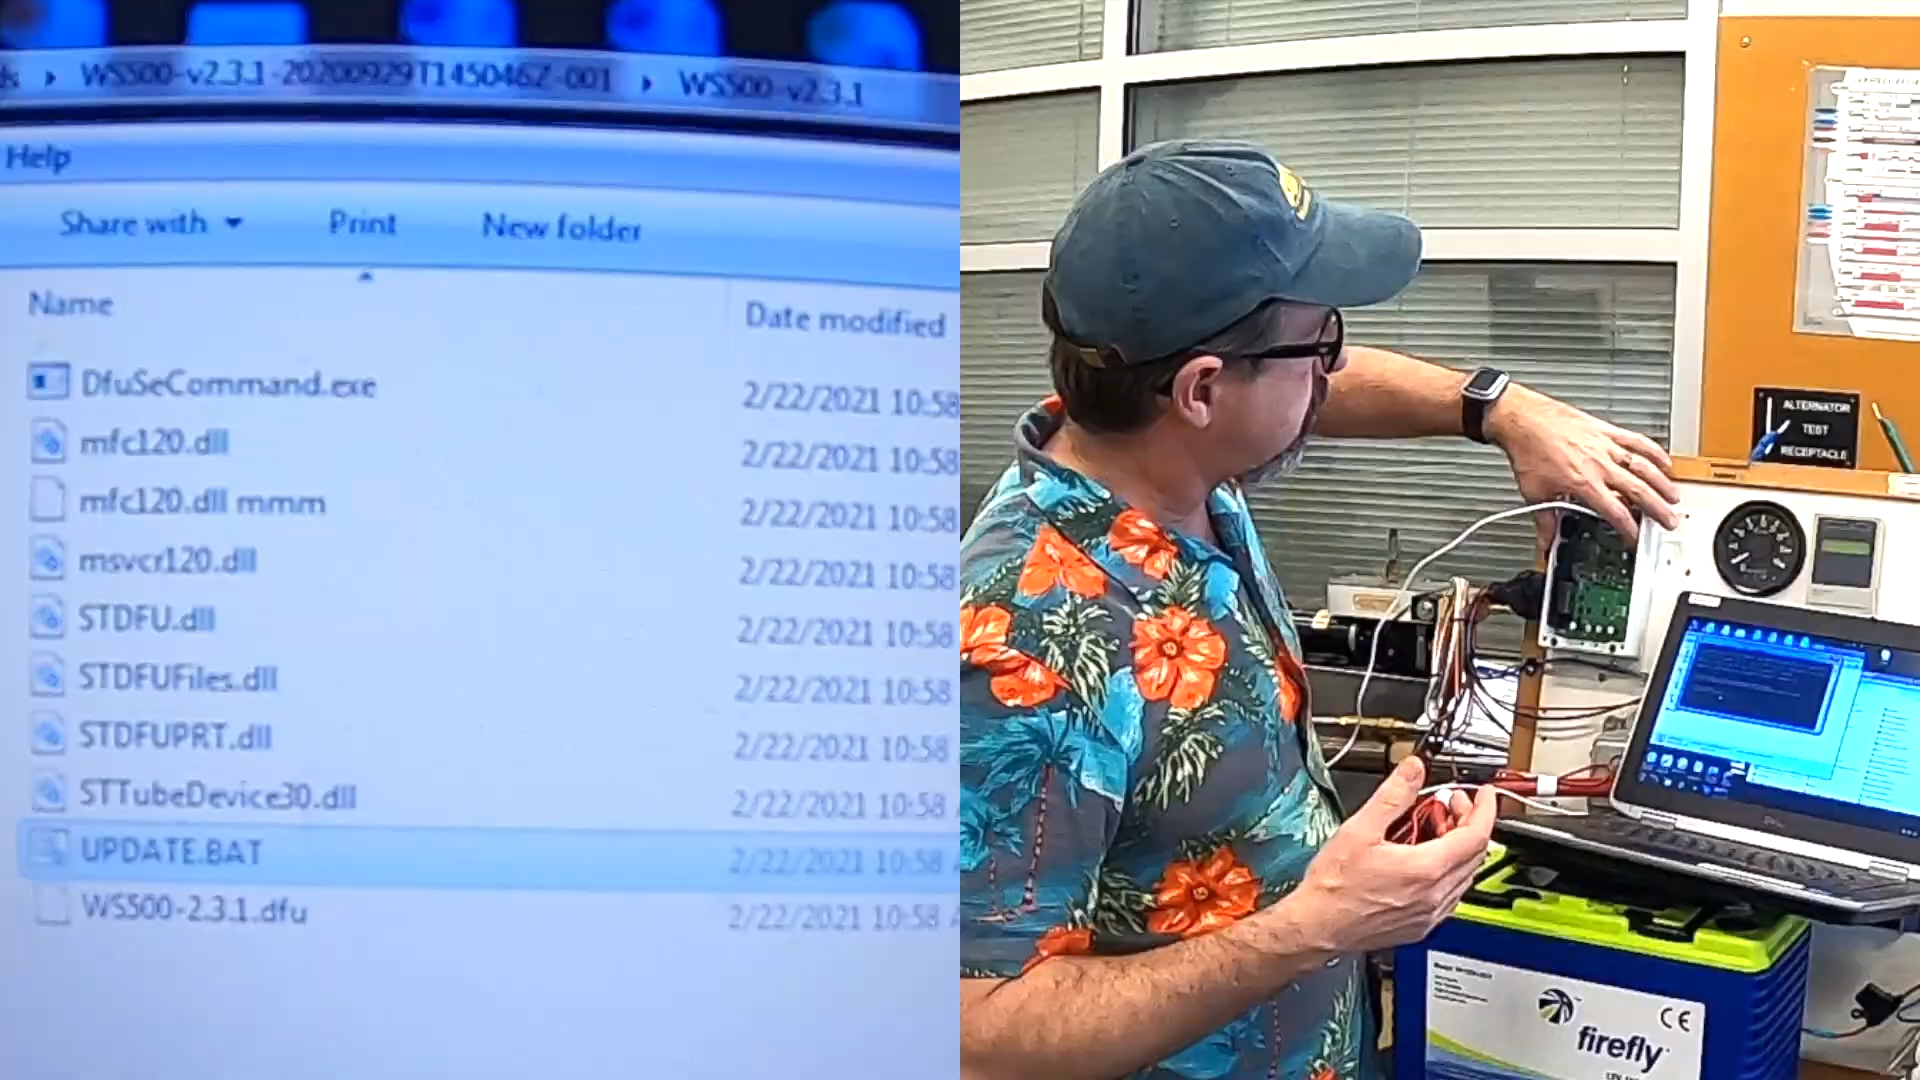 ds ▸ WS500-v2.3.1-20200929T145046Z-001 ▸ WS500-v2.3.1
Help
Share with Print New folder
Name Date modified
DfuSeCommand.exe 2/22/2021 10:58
mfc120.dll 2/22/2021 10:58
mfc120.dll mmm 2/22/2021 10:58
msvcr120.dll 2/22/2021 10:58
STDFU.dll 2/22/2021 10:58
STDFUFiles.dll 2/22/2021 10:58
STDFUPRT.dll 2/22/2021 10:58
STTubeDevice30.dll 2/22/2021 10:58
UPDATE.BAT 2/22/2021 10:58
WS500-2.3.1.dfu 2/22/2021 10:58 A
ALTERNATOR
TEST
RECEPTACLE
CE
firefly